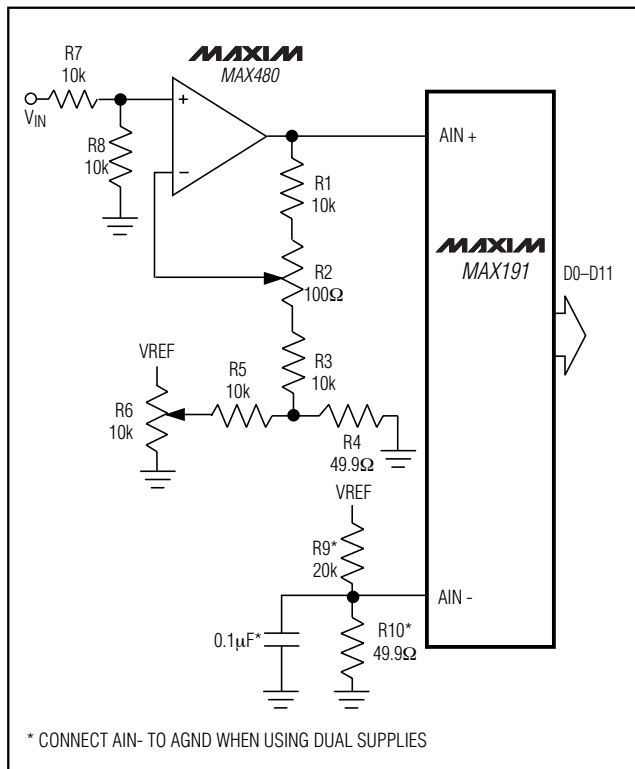 MAXIM
MAX480
R7
10k
VIN
R8
10k
+
−
R1
10k
R2
100Ω
R3
10k
VREF
R5
10k
R6
10k
R4
49.9Ω
VREF
R9*
20k
0.1µF*
R10*
49.9Ω
AIN +
MAXIM
MAX191
D0–D11
AIN -
* CONNECT AIN- TO AGND WHEN USING DUAL SUPPLIES